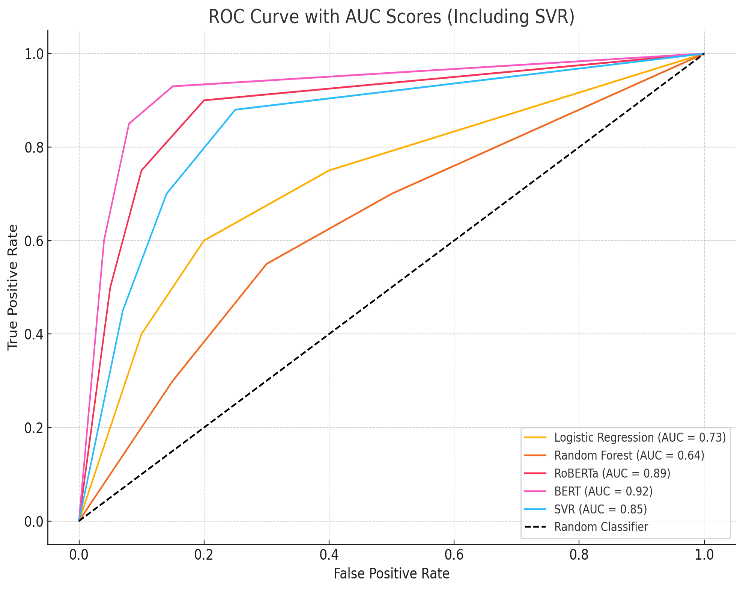 ROC Curve with AUC Scores (Including SVR)
1.0
0.8
0.6
0.4
0.2
0.0
True Positive Rate
Logistic Regression (AUC = 0.73)
Random Forest (AUC = 0.64)
RoBERTa (AUC = 0.89)
BERT (AUC = 0.92)
SVR (AUC = 0.85)
Random Classifier
0.0 0.2 0.4 0.6 0.8 1.0
False Positive Rate